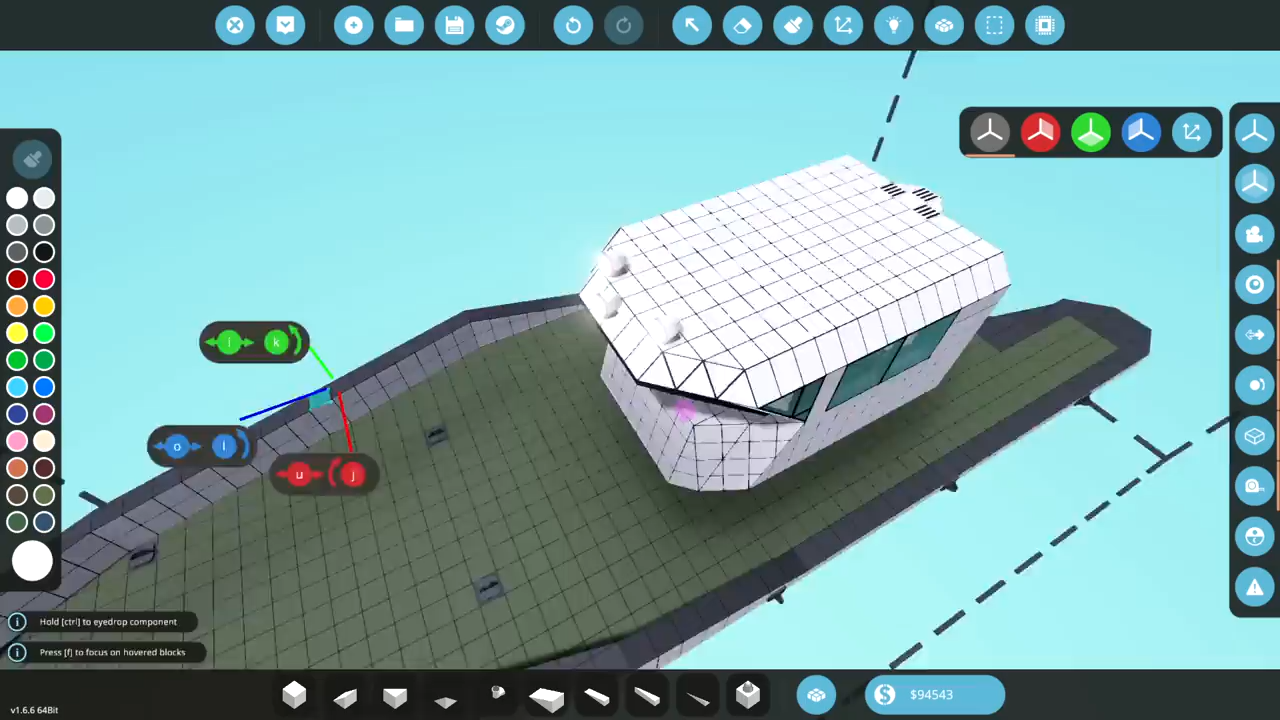 l k
o l
u j
Hold [ctrl] to eyedrop component
Press [f] to focus on hovered blocks
$94543
v1.6.6 64Bit